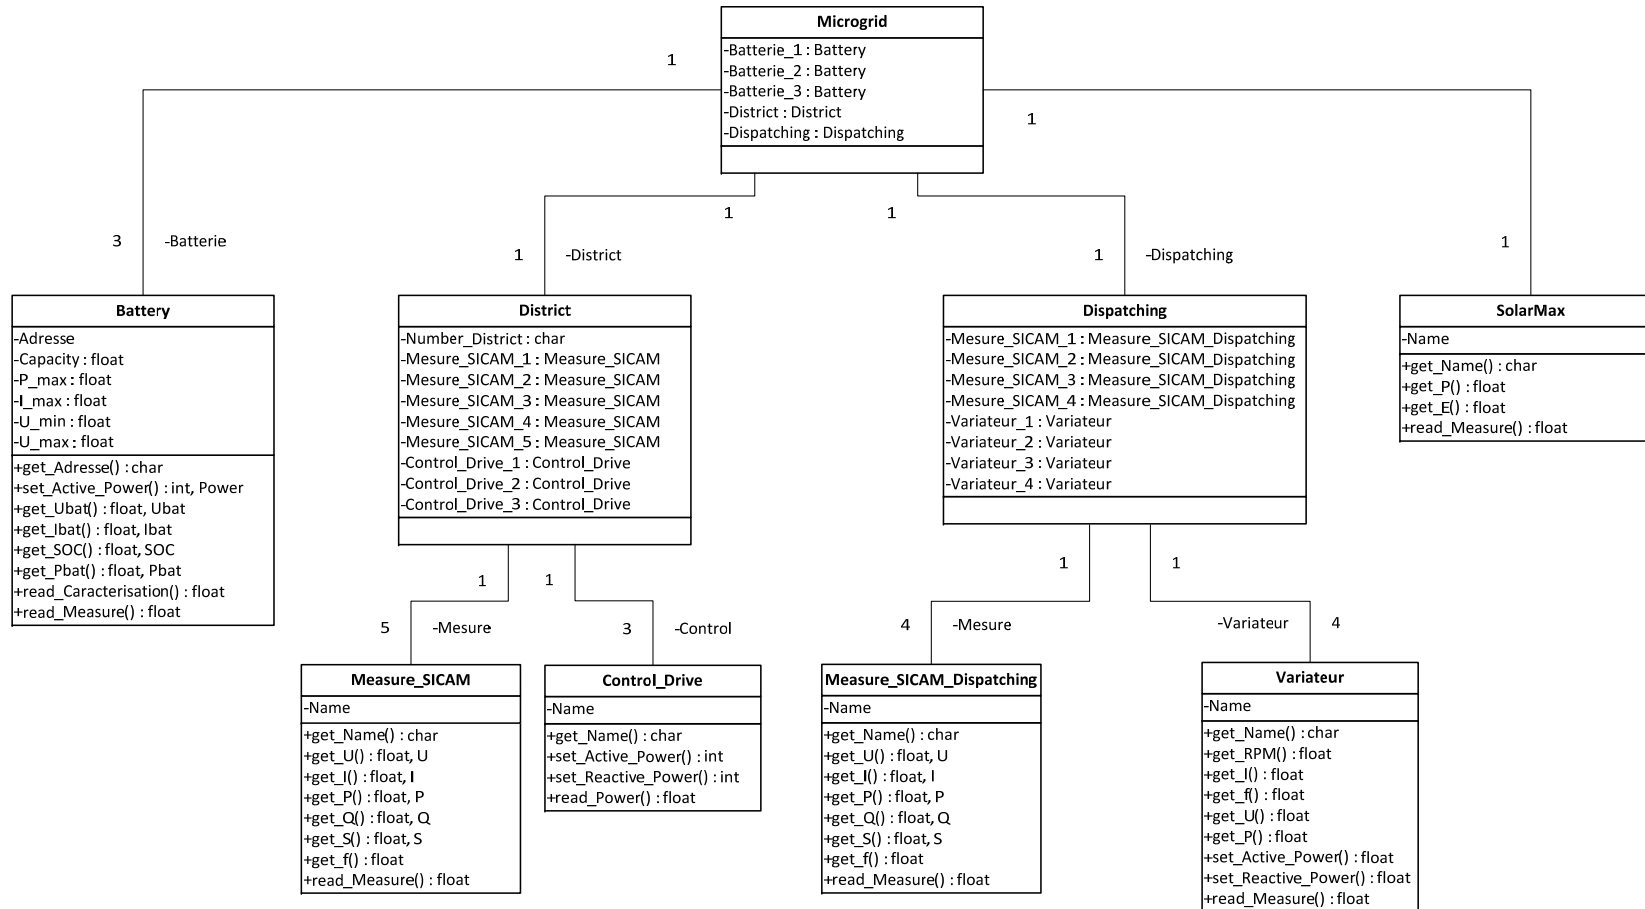 Microgrid
-Batterie_1 : Battery
-Batterie_2 : Battery
-Batterie_3 : Battery
-District : District
-Dispatching : Dispatching
1
1
1
1
3
-Batterie
1
-District
1
-Dispatching
1
Battery
-Adresse
-Capacity : float
-P_max : float
-I_max : float
-U_min : float
-U_max : float
+get_Adresse() : char
+set_Active_Power() : int, Power
+get_Ubat() : float, Ubat
+get_Ibat() : float, Ibat
+get_SOC() : float, SOC
+get_Pbat() : float, Pbat
+read_Caracterisation() : float
+read_Measure() : float
District
-Number_District : char
-Mesure_SICAM_1 : Measure_SICAM
-Mesure_SICAM_2 : Measure_SICAM
-Mesure_SICAM_3 : Measure_SICAM
-Mesure_SICAM_4 : Measure_SICAM
-Mesure_SICAM_5 : Measure_SICAM
-Control_Drive_1 : Control_Drive
-Control_Drive_2 : Control_Drive
-Control_Drive_3 : Control_Drive
Dispatching
-Mesure_SICAM_1 : Measure_SICAM_Dispatching
-Mesure_SICAM_2 : Measure_SICAM_Dispatching
-Mesure_SICAM_3 : Measure_SICAM_Dispatching
-Mesure_SICAM_4 : Measure_SICAM_Dispatching
-Variateur_1 : Variateur
-Variateur_2 : Variateur
-Variateur_3 : Variateur
-Variateur_4 : Variateur
SolarMax
-Name
+get_Name() : char
+get_P() : float
+get_E() : float
+read_Measure() : float
1
1
1
1
5
-Mesure
3
-Control
4
-Mesure
-Variateur
4
Measure_SICAM
-Name
+get_Name() : char
+get_U() : float, U
+get_I() : float, I
+get_P() : float, P
+get_Q() : float, Q
+get_S() : float, S
+get_f() : float
+read_Measure() : float
Control_Drive
-Name
+get_Name() : char
+set_Active_Power() : int
+set_Reactive_Power() : int
+read_Power() : float
Measure_SICAM_Dispatching
-Name
+get_Name() : char
+get_U() : float, U
+get_I() : float, I
+get_P() : float, P
+get_Q() : float, Q
+get_S() : float, S
+get_f() : float
+read_Measure() : float
Variateur
-Name
+get_Name() : char
+get_RPM() : float
+get_I() : float
+get_f() : float
+get_U() : float
+get_P() : float
+set_Active_Power() : float
+set_Reactive_Power() : float
+read_Measure() : float